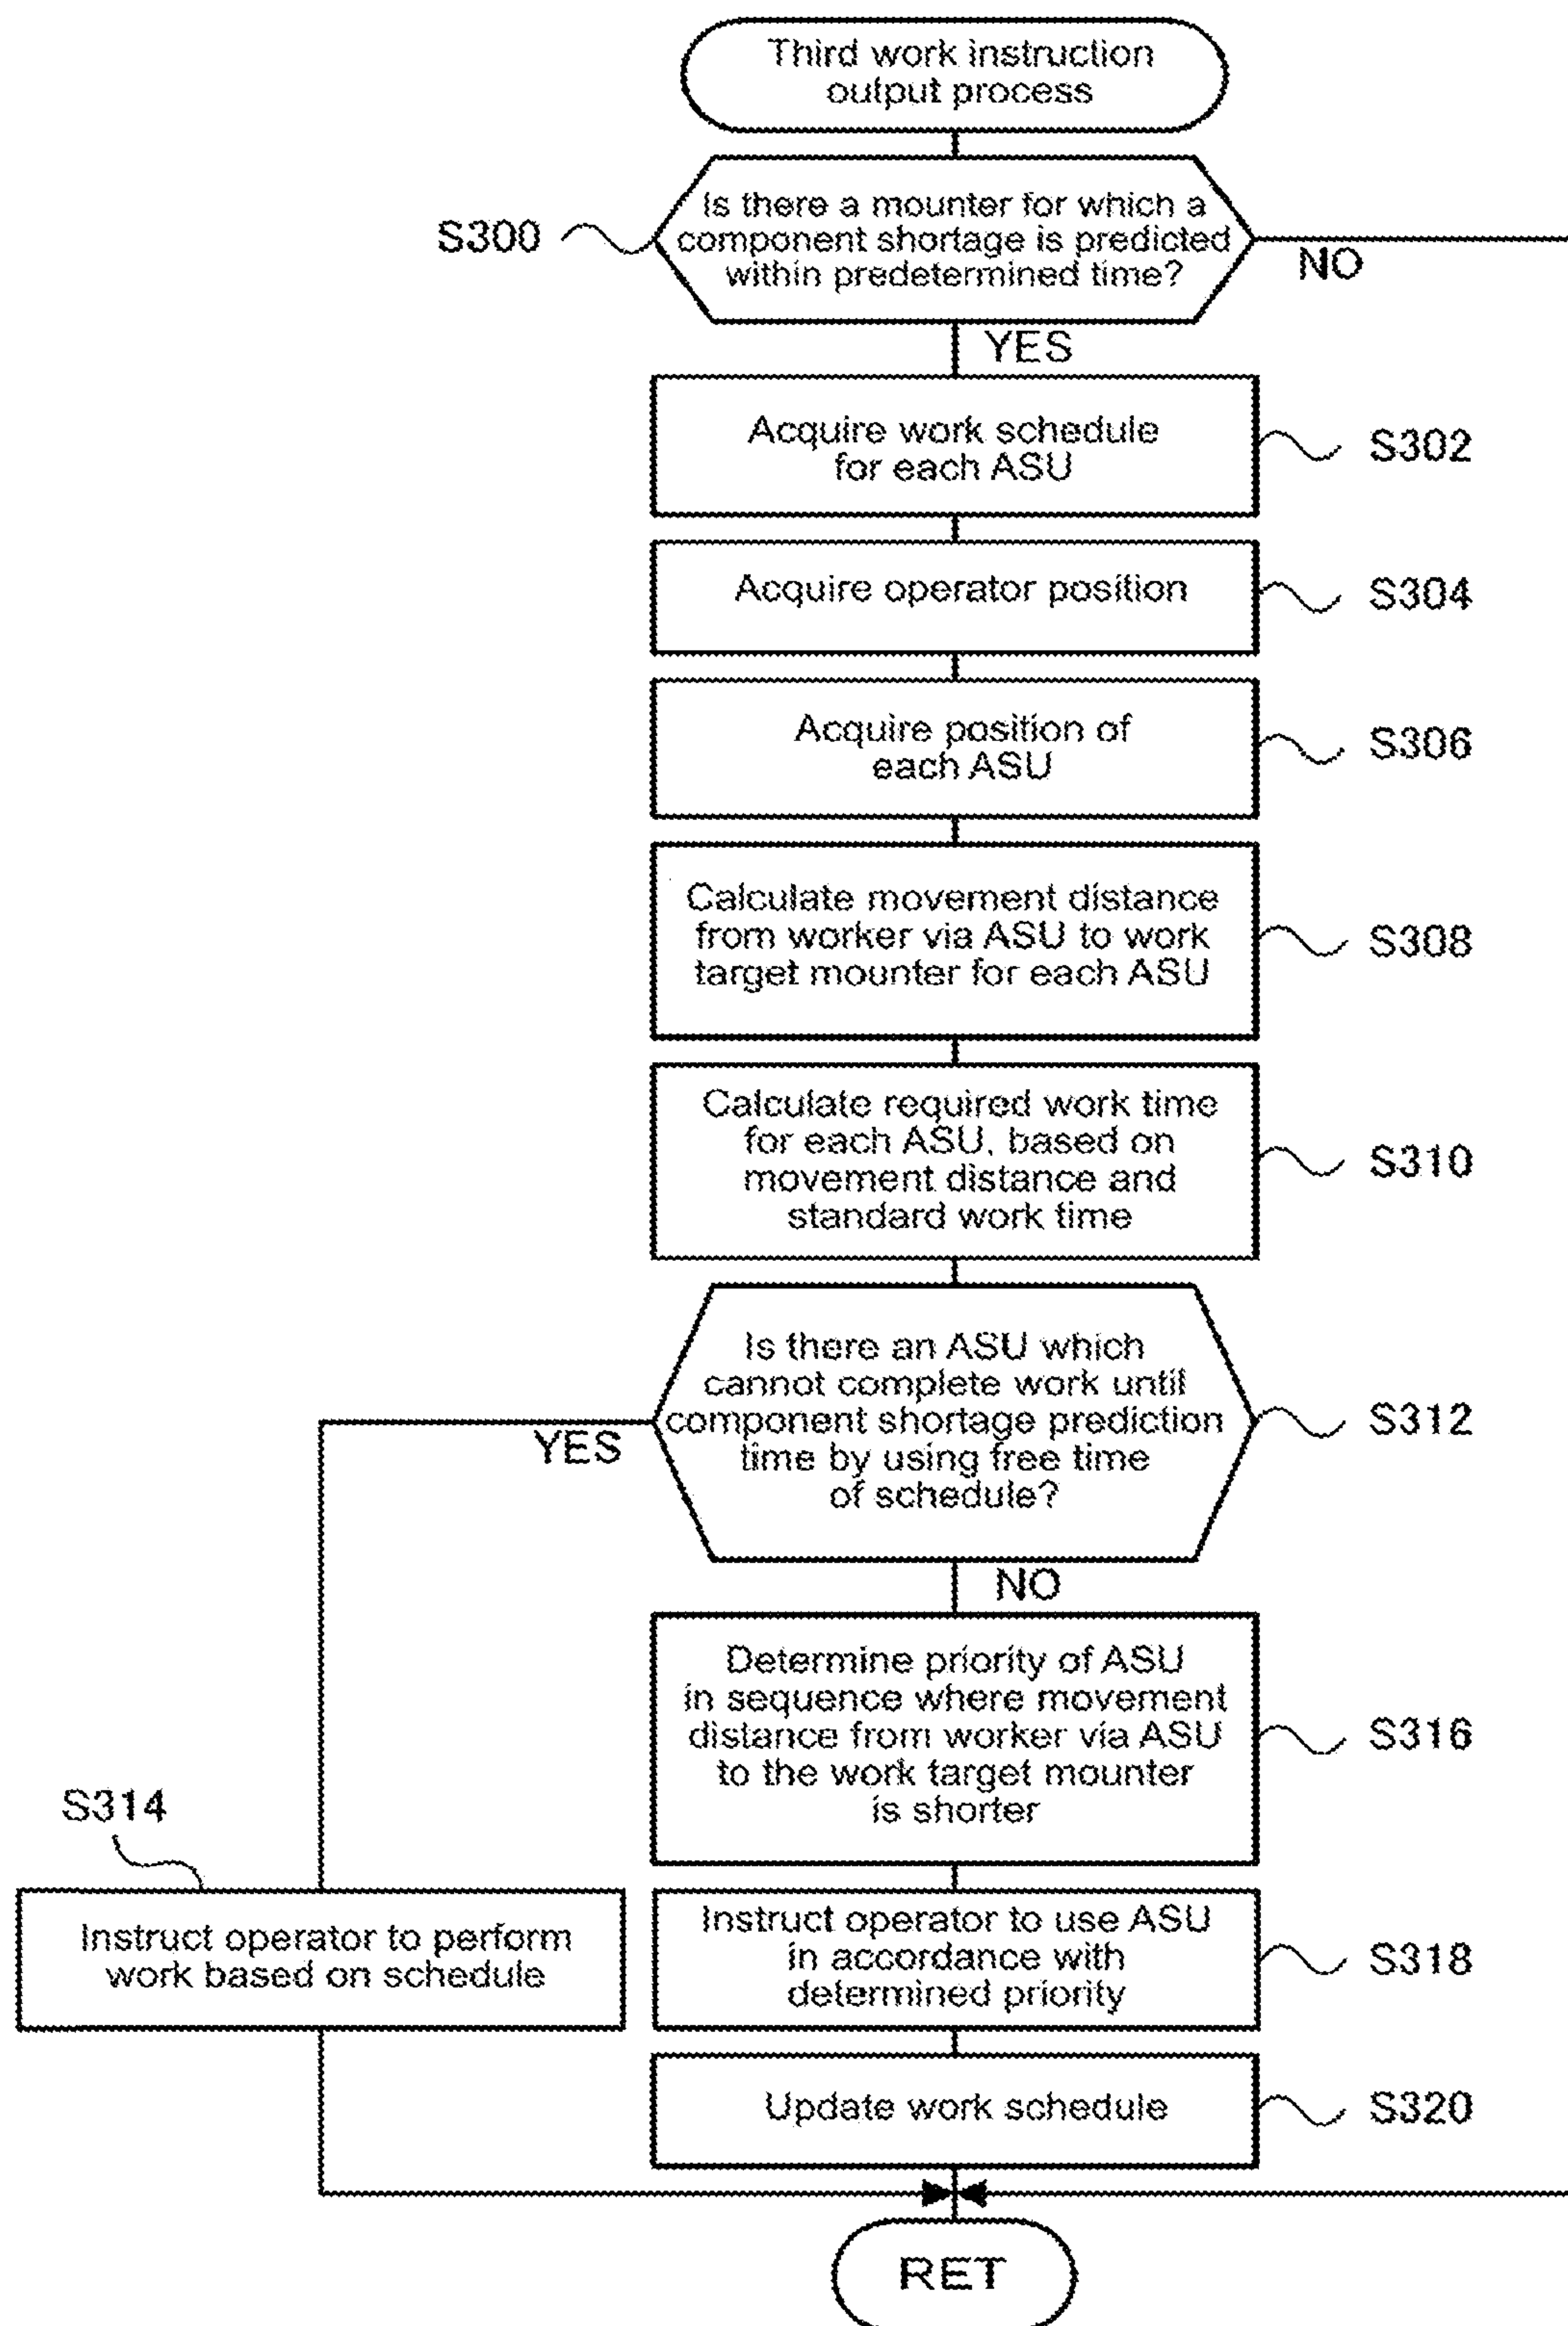 Third work instruction
output process
S300
Is there a mounter for which a
component shortage is predicted
within predetermined time?
NO
YES
Acquire work schedule
for each ASU
S302
Acquire operator position
S304
Acquire position of
each ASU
S306
Calculate movement distance
from worker via ASU to work
target mounter for each ASU
S308
Calculate required work time
for each ASU, based on
movement distance and
standard work time
S310
Is there an ASU which
cannot complete work until
component shortage prediction
time by using free time
of schedule?
S312
YES
NO
Determine priority of ASU
in sequence where movement
distance from worker via ASU
to the work target mounter
is shorter
S316
S314
Instruct operator to perform
work based on schedule
Instruct operator to use ASU
in accordance with
determined priority
S318
Update work schedule
S320
RET